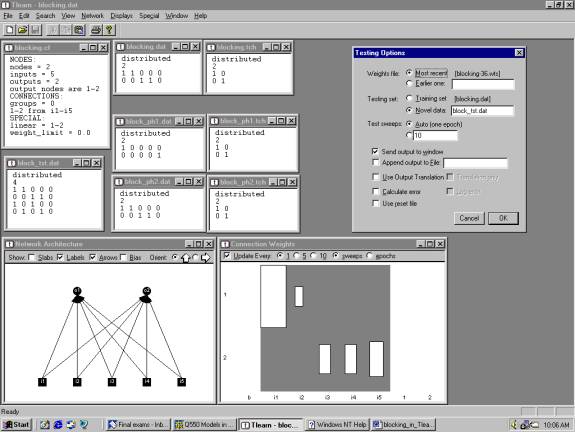 Tlearn - blocking.dat
File Edit Search View Network Displays Special Window Help
blocking.cf
NODES:
nodes = 2
inputs = 5
outputs = 2
output nodes are 1-2
CONNECTIONS:
groups = 0
1-2 from i1-i5
SPECIAL:
linear = 1-2
weight_limit = 0.0
blocking.dat
distributed
2
1 1 0 0 0
0 0 1 1 0
blocking.tch
distributed
2
1 0
0 1
block_ph1.dat
distributed
2
1 0 0 0 0
0 0 0 0 1
block_ph1.tch
distributed
2
1 0
0 1
block_tst.dat
distributed
4
1 1 0 0 0
0 0 1 1 0
1 0 1 0 0
0 1 0 1 0
block_ph2.dat
distributed
2
1 1 0 0 0
0 0 1 1 0
block_ph2.tch
distributed
2
1 0
0 1
Testing Options
Weights file: Most recent [blocking-36.wts]
Earlier one:
Testing set: Training set [blocking.dat]
Novel data: block_tst.dat
Test sweeps: Auto (one epoch)
10
Send output to window
Append output to File:
Use Output Translation
Calculate error
Use reset file
Cancel OK
Network Architecture
Show: Slabs Labels Arrows Bias Orient:
i1 i2 i3 i4 i5
Connection Weights
Update Every: 1 5 10 sweeps epochs
1
2
b i1 i2 i3 i4 i5 1 2
Ready
Start Final exams - Inb... Q550 Models in ... Tlearn - bloc... Windows NT Help blocking_in_Tlea... 10:06 AM